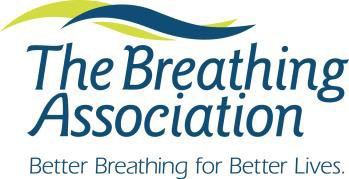 The Breathing
Association
Better Breathing for Better Lives.